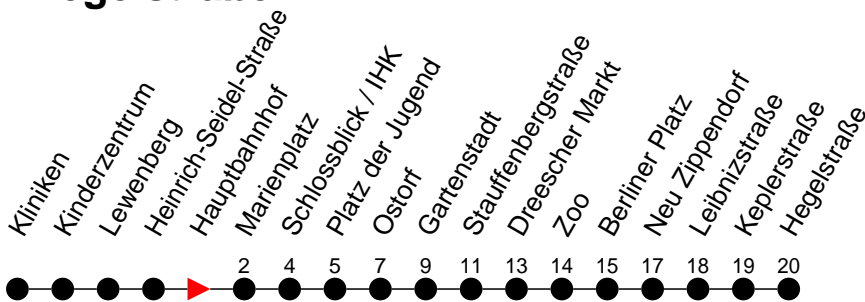 Kliniken
Kinderzentrum
Lewenberg
Heinrich-Seidel-Straße
Hauptbahnhof
Marienplatz
Schlossblick / IHK
Platz der Jugend
Ostorf
Gartenstadt
Stauffenbergstraße
Dreescher Markt
Zoo
Berliner Platz
Neu Zippendorf
Leibnizstraße
Keplerstraße
Hegelstraße
2 4 5 7 9 11 13 14 15 17 18 19 20